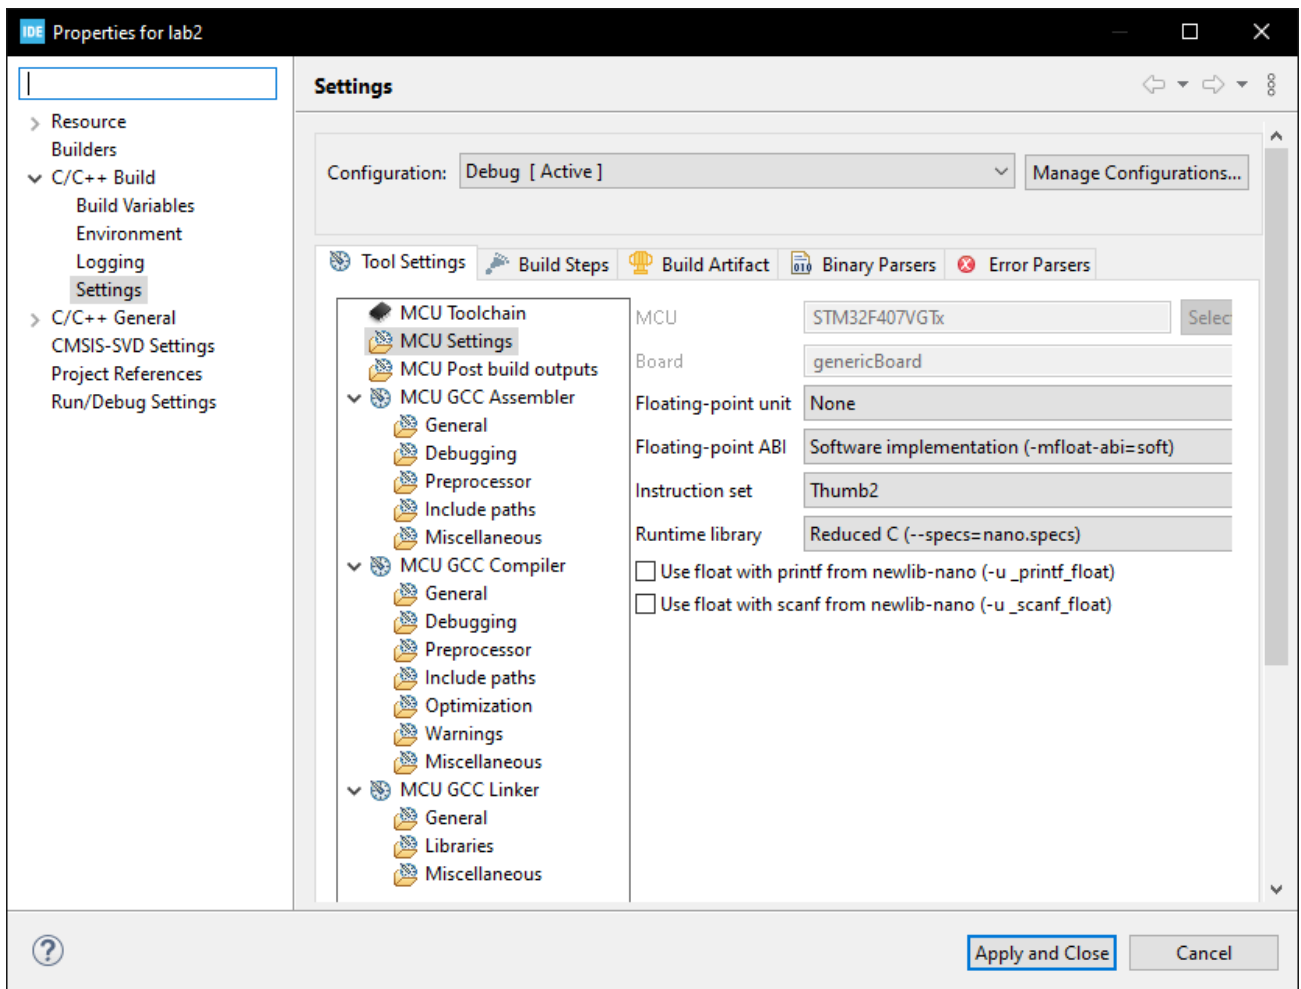 IDE Properties for lab2
Settings
Resource
Builders
C/C++ Build
Build Variables
Environment
Logging
Settings
C/C++ General
CMSIS-SVD Settings
Project References
Run/Debug Settings
Configuration: Debug [ Active ] Manage Configurations...
Tool Settings Build Steps Build Artifact 010 Binary Parsers Error Parsers
MCU Toolchain
MCU Settings
MCU Post build outputs
MCU GCC Assembler
General
Debugging
Preprocessor
Include paths
Miscellaneous
MCU GCC Compiler
General
Debugging
Preprocessor
Include paths
Optimization
Warnings
Miscellaneous
MCU GCC Linker
General
Libraries
Miscellaneous
MCU STM32F407VGTx Selec
Board genericBoard
Floating-point unit None
Floating-point ABI Software implementation (-mfloat-abi=soft)
Instruction set Thumb2
Runtime library Reduced C (--specs=nano.specs)
Use float with printf from newlib-nano (-u _printf_float)
Use float with scanf from newlib-nano (-u _scanf_float)
? Apply and Close Cancel